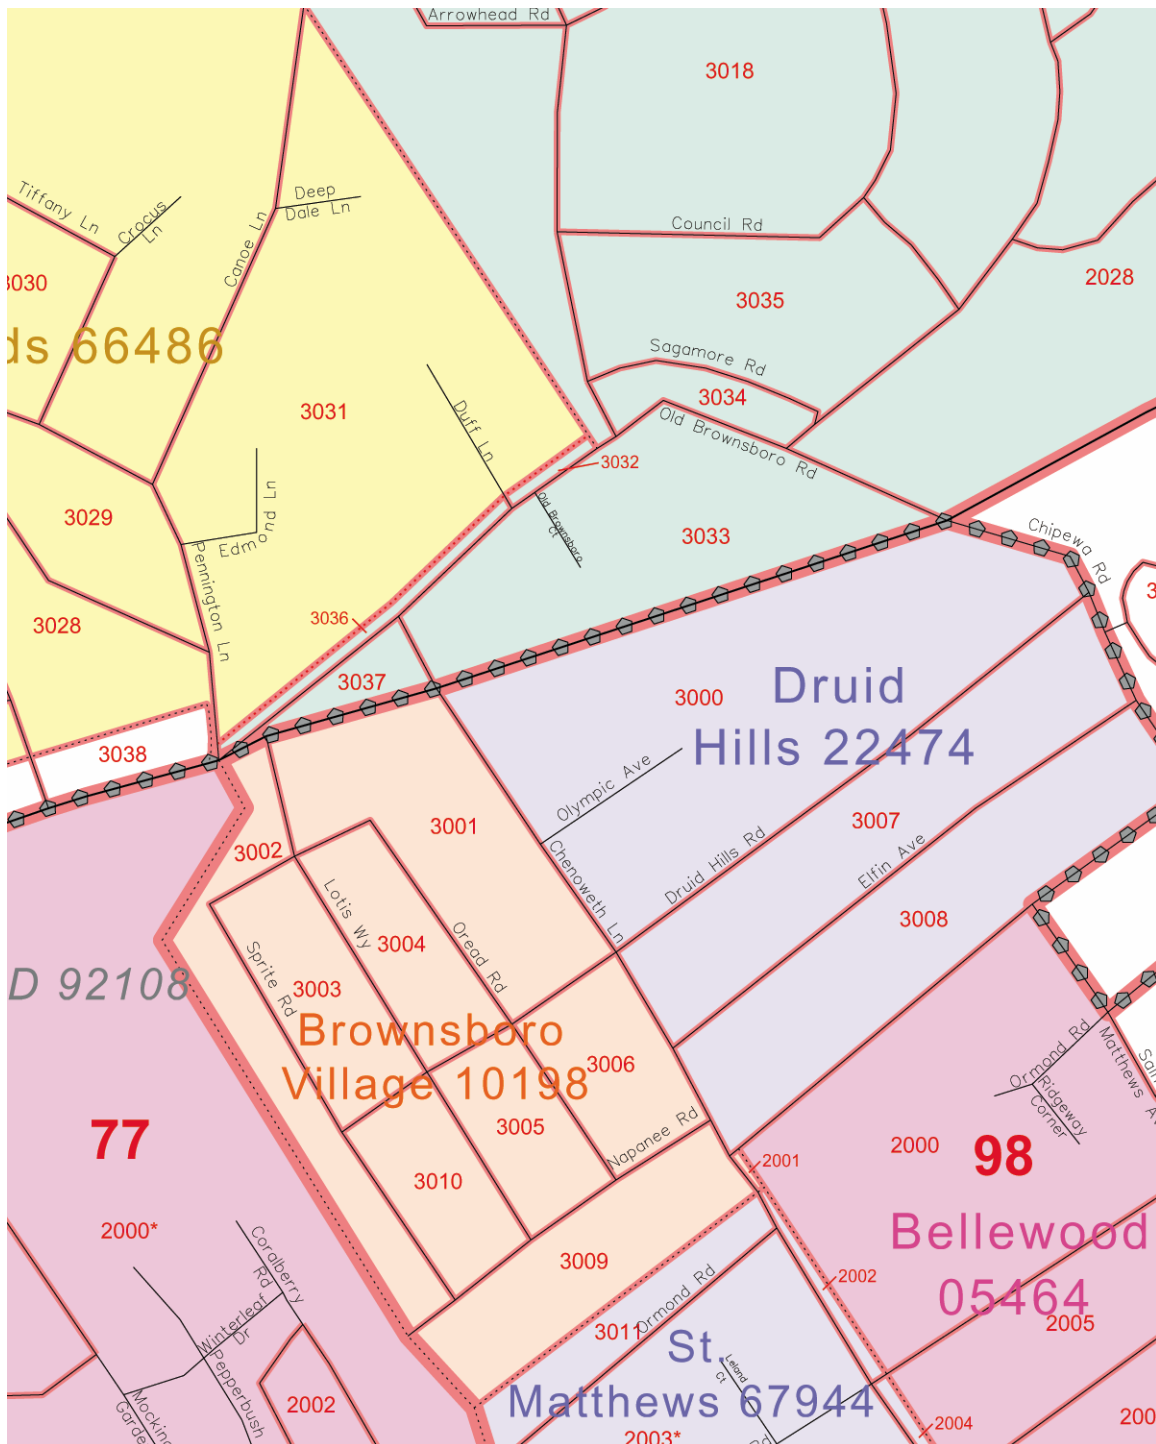 Arrowhead Rd
3018
Tiffany Ln
Crocus
Ln
Deep
Dale Ln
Canoe Ln
Council Rd
2028
3035
ds 66486
Sagamore Rd
3034
3031
Duff Ln
Old Brownsboro Rd
3032
Old Brownsboro
Ct
3029
Edmond Ln
3033
Chipewa Rd
Pennington Ln
3028
3036
3037
3000
Druid
Hills 22474
3038
Olympic Ave
3001
3007
3002
Chenoweth Ln
Druid Hills Rd
Elfin Ave
3008
Lotis Wy
3004
Oread Rd
Sprite Rd
3003
D 92108
Brownsboro
Village 10198
3006
Ormond Rd
Ridgeway
Corner
77
3005
Napanee Rd
2000
98
2001
3010
2000*
Bellewood
05464
Coralberry
Rd
3009
2002
Winterleaf
Dr
Ormond Rd
3011
2005
St.
Matthews 67944
Leland
Ct
Pepperbush
2002
2004
2003*
Rd